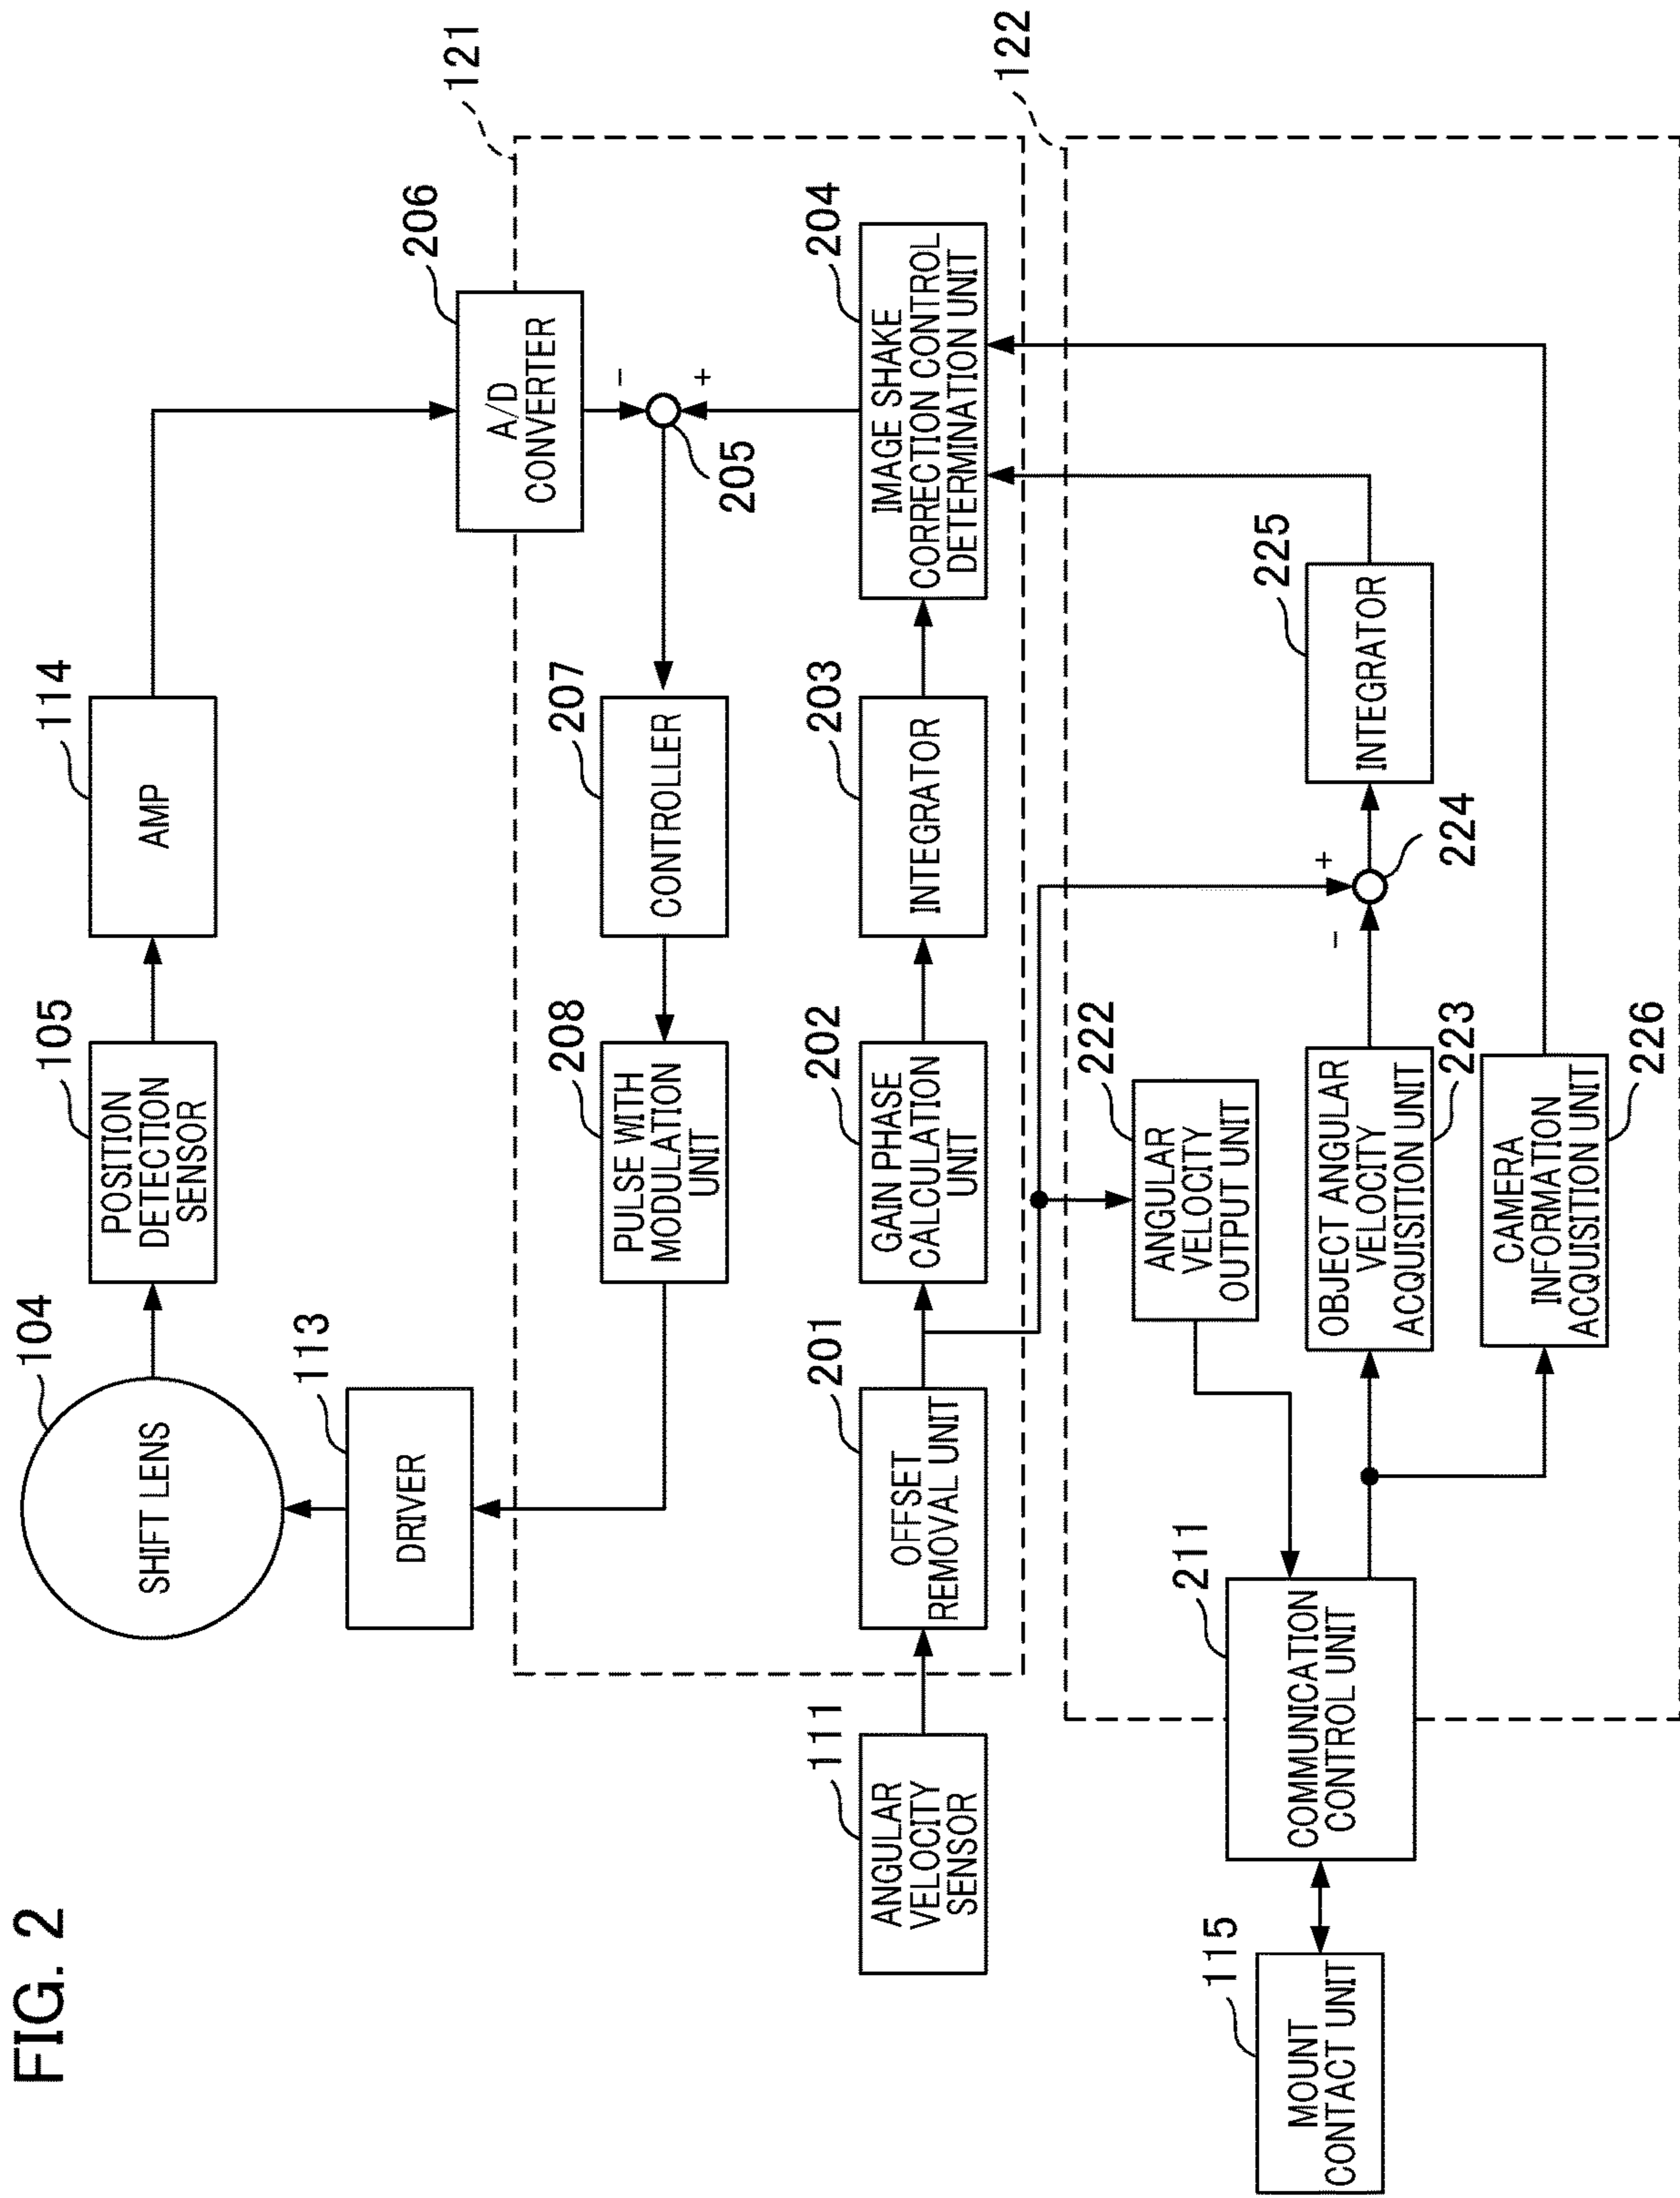 FIG. 2
104
SHIFT LENS
105
POSITION
DETECTION
SENSOR
114
AMP
113
DRIVER
206
A/D
CONVERTER
121
208
PULSE WITH
MODULATION
UNIT
207
CONTROLLER
-
+
205
111
ANGULAR
VELOCITY
SENSOR
201
OFFSET
REMOVAL UNIT
202
GAIN PHASE
CALCULATION
UNIT
203
INTEGRATOR
204
IMAGE SHAKE
CORRECTION CONTROL
DETERMINATION UNIT
122
222
ANGULAR
VELOCITY
OUTPUT UNIT
115
MOUNT
CONTACT UNIT
211
COMMUNICATION
CONTROL UNIT
OBJECT ANGULAR
VELOCITY
ACQUISITION UNIT
223
-
+
224
225
INTEGRATOR
CAMERA
INFORMATION
ACQUISITION UNIT
226